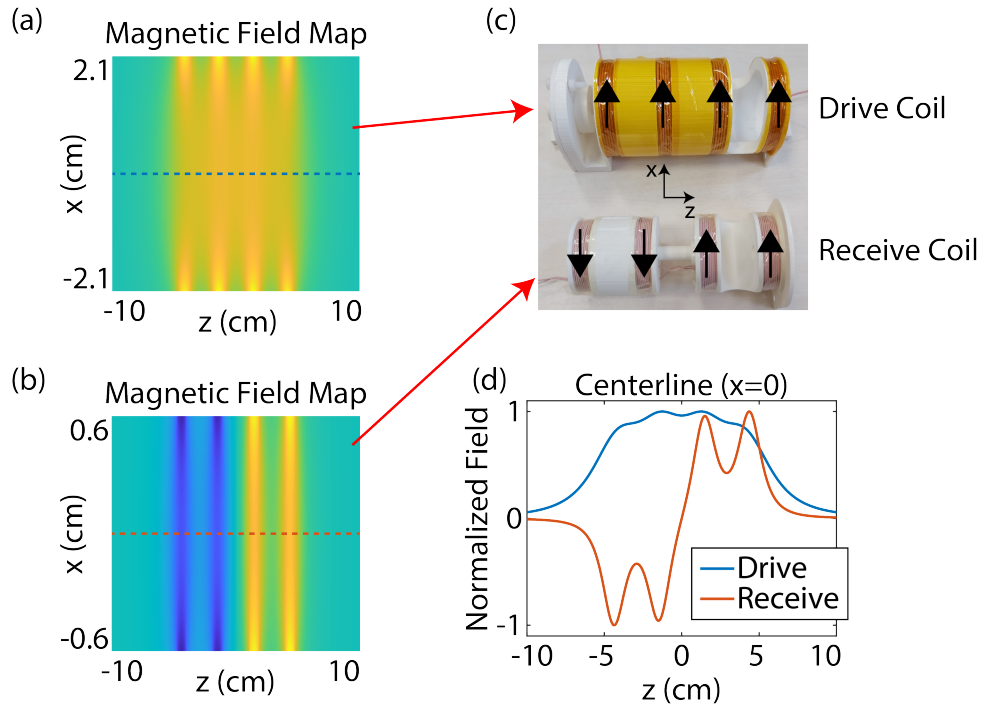 (a)
Magnetic Field Map
2.1
x (cm)
-2.1
-10
10
z (cm)
(b)
Magnetic Field Map
0.6
x (cm)
-0.6
-10
10
z (cm)
(c)
Drive Coil
x
z
Receive Coil
(d)
Centerline (x=0)
Normalized Field
1
0
-1
Drive
Receive
-10 -5 0 5 10
z (cm)